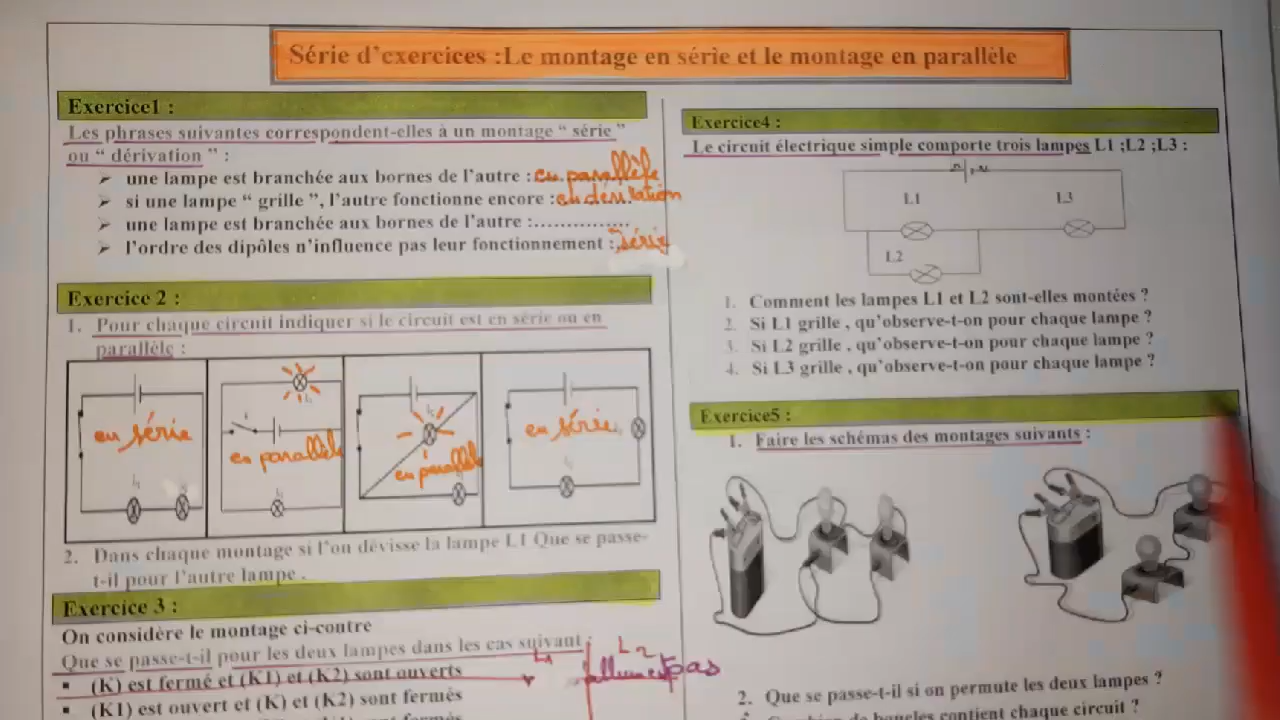 Série d'exercices :Le montage en série et le montage en parallèle
Exercice1 :
Les phrases suivantes correspondent-elles à un montage “ série ”
ou “ dérivation ” :
➢ une lampe est branchée aux bornes de l'autre : en parallèle
➢ si une lampe “ grille ”, l'autre fonctionne encore : en dérivation
➢ une lampe est branchée aux bornes de l'autre :...............
➢ l'ordre des dipôles n'influence pas leur fonctionnement : série
Exercice 2 :
1. Pour chaque circuit indiquer si le circuit est en série ou en
parallèle :
en série
en parallèle
en parallèle
en série
2. Dans chaque montage si l'on dévisse la lampe L1 Que se passe-
t-il pour l'autre lampe .
Exercice 3 :
On considère le montage ci-contre
Que se passe-t-il pour les deux lampes dans les cas suivant :
▪ (K) est fermé et (K1) et (K2) sont ouverts
L1
L2
pas
▪ (K1) est ouvert et (K) et (K2) sont fermés
Exercice4 :
Le circuit électrique simple comporte trois lampes L1 ;L2 ;L3 :
L1
L3
L2
1. Comment les lampes L1 et L2 sont-elles montées ?
2. Si L1 grille , qu'observe-t-on pour chaque lampe ?
3. Si L2 grille , qu'observe-t-on pour chaque lampe ?
4. Si L3 grille , qu'observe-t-on pour chaque lampe ?
Exercice5 :
1. Faire les schémas des montages suivants :
2. Que se passe-t-il si on permute les deux lampes ?
de boucles contient chaque circuit ?